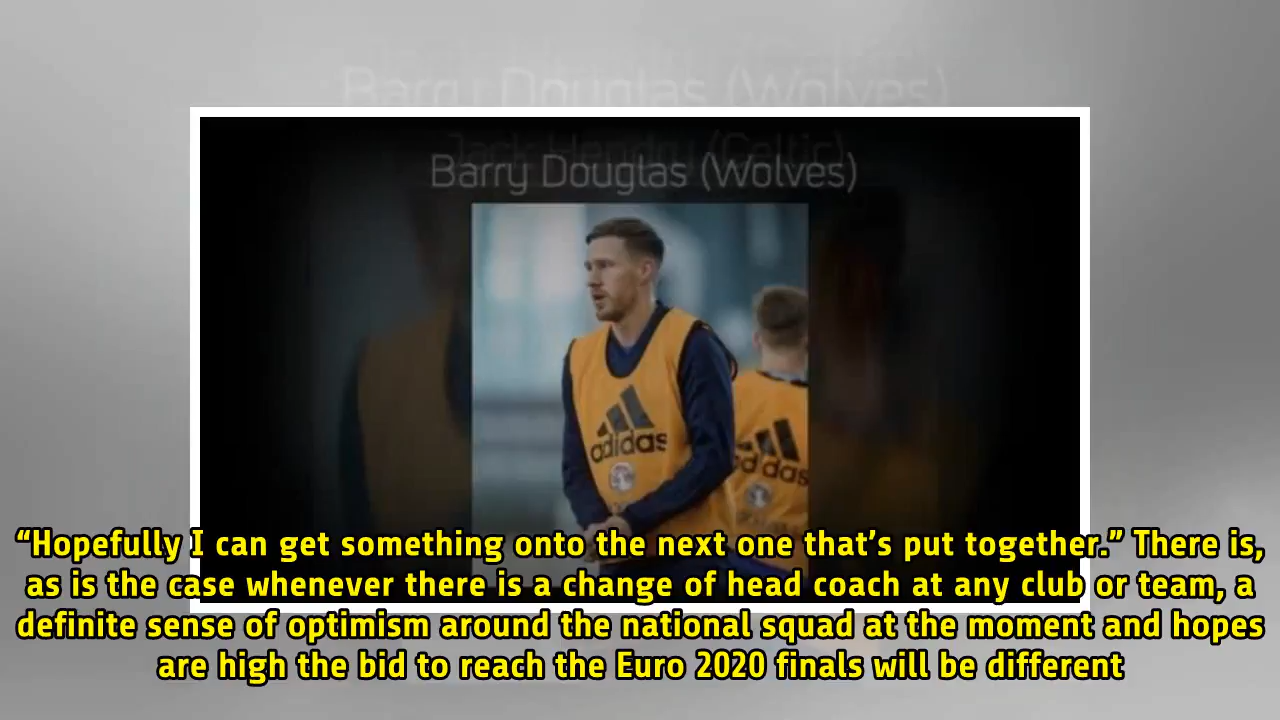 Barry Douglas (Wolves)
Jack Hendry (Celtic)
Barry Douglas (Wolves)
adidas
adidas
“Hopefully I can get something onto the next one that’s put together.” There is,
as is the case whenever there is a change of head coach at any club or team, a
definite sense of optimism around the national squad at the moment and hopes
are high the bid to reach the Euro 2020 finals will be different